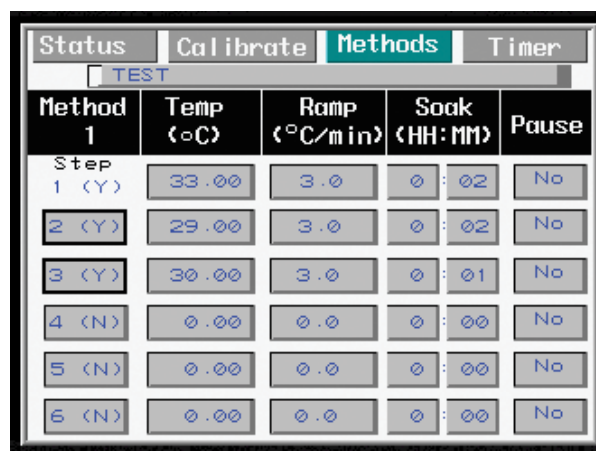 Status Calibrate Methods Timer
TEST
Method 1 Temp (°C) Ramp (°C/min) Soak (HH:MM) Pause
Step
1 (Y) 33.00 3.0 0 : 02 No
2 (Y) 29.00 3.0 0 : 02 No
3 (Y) 30.00 3.0 0 : 01 No
4 (N) 0.00 0.0 0 : 00 No
5 (N) 0.00 0.0 0 : 00 No
6 (N) 0.00 0.0 0 : 00 No